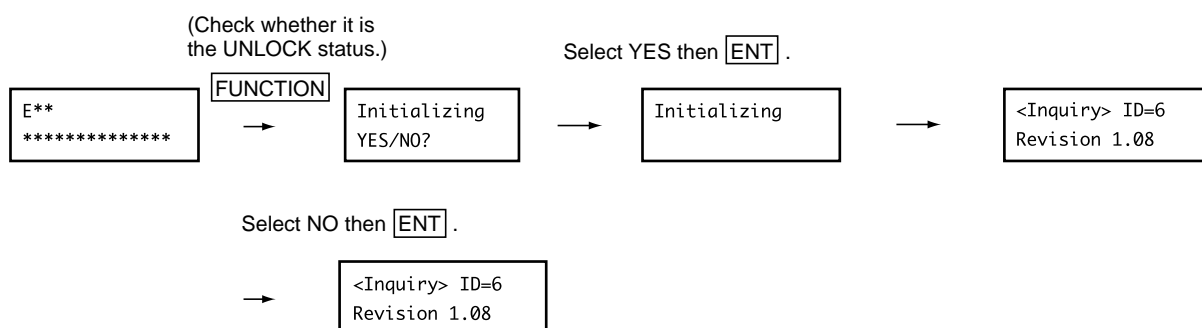 (Check whether it is
the UNLOCK status.)
Select YES then ENT .
FUNCTION
E**
**************
Initializing
YES/NO?
Initializing
<Inquiry> ID=6
Revision 1.08
Select NO then ENT .
<Inquiry> ID=6
Revision 1.08